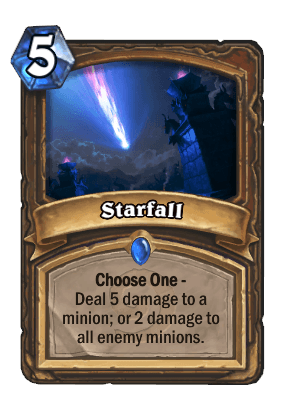 5
Starfall
Choose One -
Deal 5 damage to a
minion; or 2 damage to
all enemy minions.